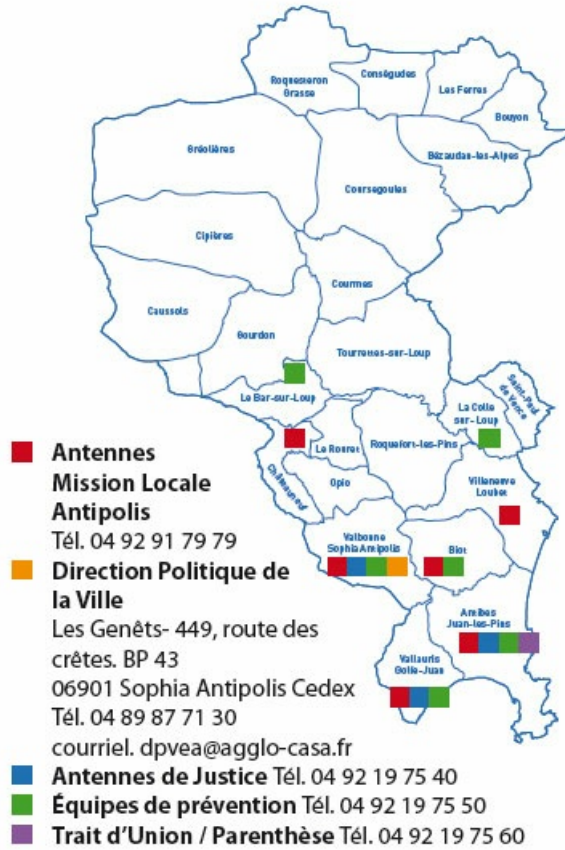 Roquesteron
Grasse
Conségudes
Les Ferres
Bouyon
Gréolières
Bézaudun-les-Alpes
Coursegoules
Cipières
Courmes
Caussols
Gourdon
Tourrettes-sur-Loup
Le Bar-sur-Loup
Saint-Paul
de Vence
La Colle
sur-Loup
Le Rouret
Roquefort-les-Pins
Châteauneuf
Opio
Villeneuve
Loubet
Valbonne
Sophia Antipolis
Biot
Antibes
Juan-les-Pins
Vallauris
Golfe-Juan
Antennes
Mission Locale
Antipolis
Tél. 04 92 91 79 79
Direction Politique de
la Ville
Les Genêts- 449, route des
crêtes. BP 43
06901 Sophia Antipolis Cedex
Tél. 04 89 87 71 30
courriel. dpvea@agglo-casa.fr
Antennes de Justice Tél. 04 92 19 75 40
Équipes de prévention Tél. 04 92 19 75 50
Trait d'Union / Parenthèse Tél. 04 92 19 75 60